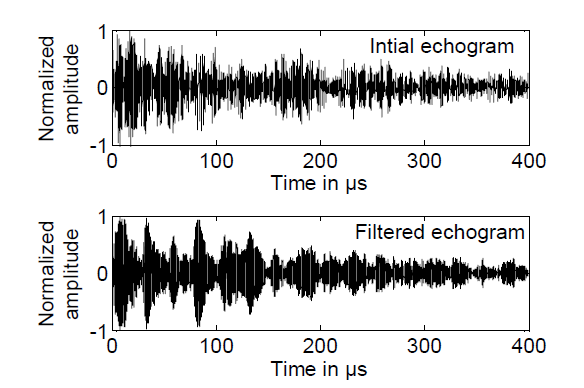 Intial echogram
Normalized
amplitude
1
0
-1
0 100 200 300 400
Time in µs
Filtered echogram
Normalized
amplitude
1
0
-1
0 100 200 300 400
Time in µs